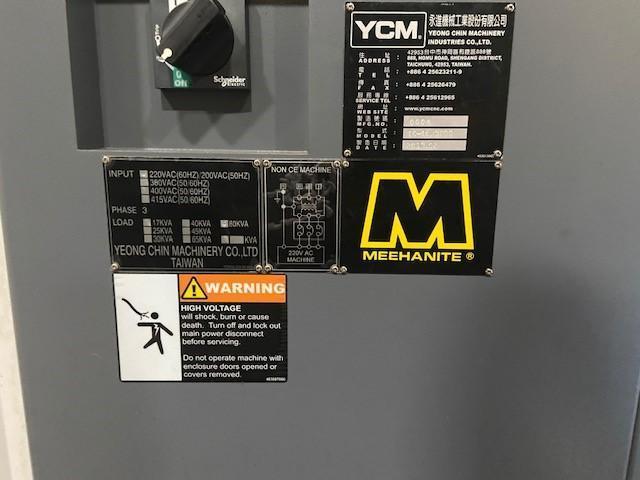 Schneider
Electric
YCM
永進機械工業股份有限公司
YEONG CHIN MACHINERY
INDUSTRIES CO.,LTD.
ADDRESS
888, HOMU ROAD, SHENGANG DISTRICT,
TAICHUNG, 42953, TAIWAN.
TEL +886 4 25623211-9
FAX +886 4 25626479
SERVICE TEL +886 4 25612965
WEB SITE www.ycmcnc.com
MFG.NO.
MODEL
DATE
INPUT 220VAC(60HZ)/200VAC(50HZ)
380VAC(50/60HZ)
400VAC(50/60HZ)
415VAC(50/60HZ)
PHASE 3
LOAD 17KVA 40KVA 80KVA
25KVA 45KVA
30KVA 65KVA KVA
YEONG CHIN MACHINERY CO.,LTD
TAIWAN
NON CE MACHINE
220V AC
MACHINE
M
MEEHANITE ®
WARNING
HIGH VOLTAGE
will shock, burn or cause
death. Turn off and lock out
main power disconnect
before servicing.
Do not operate machine with
enclosure doors opened or
covers removed.